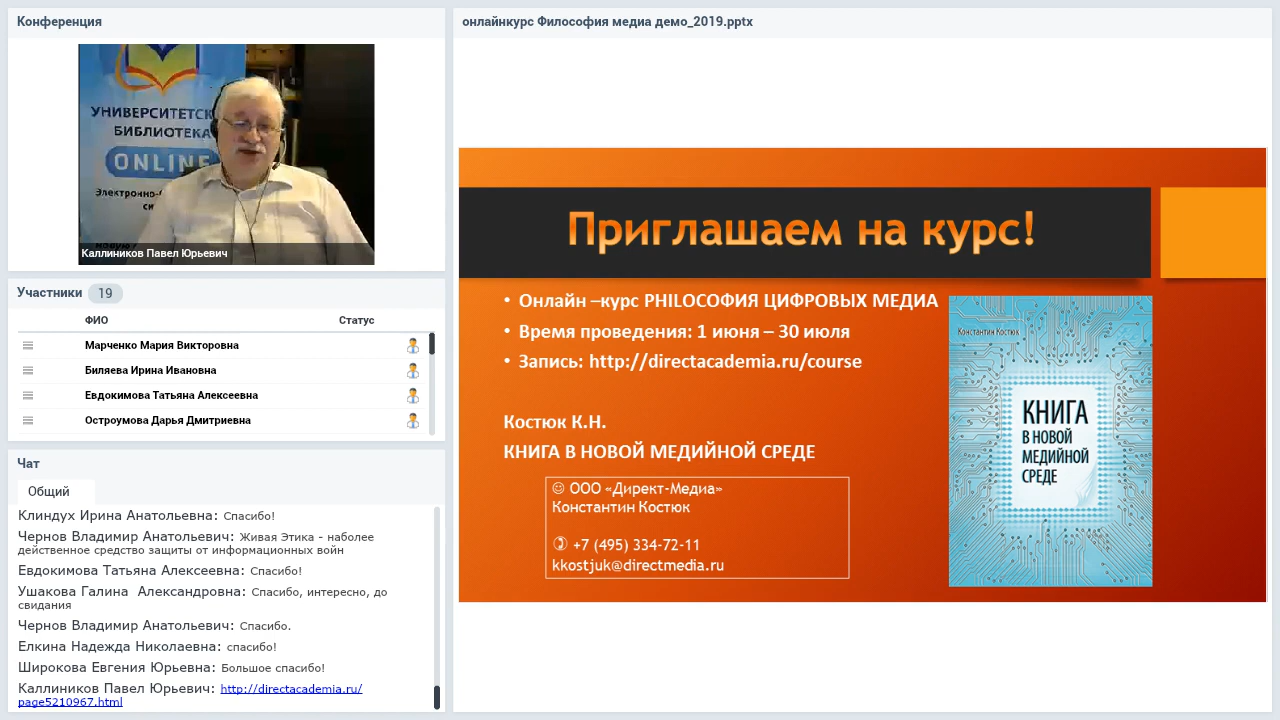 Конференция
УНИВЕРСИТЕТСК
БИБЛИОТЕКА
ONLINE
Электронно-
Каллиников Павел Юрьевич
Участники 19
ФИО Статус
Марченко Мария Викторовна
Биляева Ирина Ивановна
Евдокимова Татьяна Алексеевна
Остроумова Дарья Дмитриевна
Чат
Общий
Клиндух Ирина Анатольевна: Спасибо!
Чернов Владимир Анатольевич: Живая Этика - наболее
действенное средство защиты от информационных войн
Евдокимова Татьяна Алексеевна: Спасибо!
Ушакова Галина Александровна: Спасибо, интересно, до
свидания
Чернов Владимир Анатольевич: Спасибо.
Елкина Надежда Николаевна: спасибо!
Широкова Евгения Юрьевна: Большое спасибо!
Каллиников Павел Юрьевич: http://directacademia.ru/
page5210967.html
онлайнкурс Философия медиа демо_2019.pptx
Приглашаем на курс!
• Онлайн –курс PHILОСОФИЯ ЦИФРОВЫХ МЕДИА
• Время проведения: 1 июня – 30 июля
• Запись: http://directacademia.ru/course
Костюк К.Н.
КНИГА В НОВОЙ МЕДИЙНОЙ СРЕДЕ
☺ ООО «Директ-Медиа»
Константин Костюк
✆ +7 (495) 334-72-11
kkostjuk@directmedia.ru
Константин Костюк
КНИГА
В НОВОЙ
МЕДИЙНОЙ
СРЕДЕ